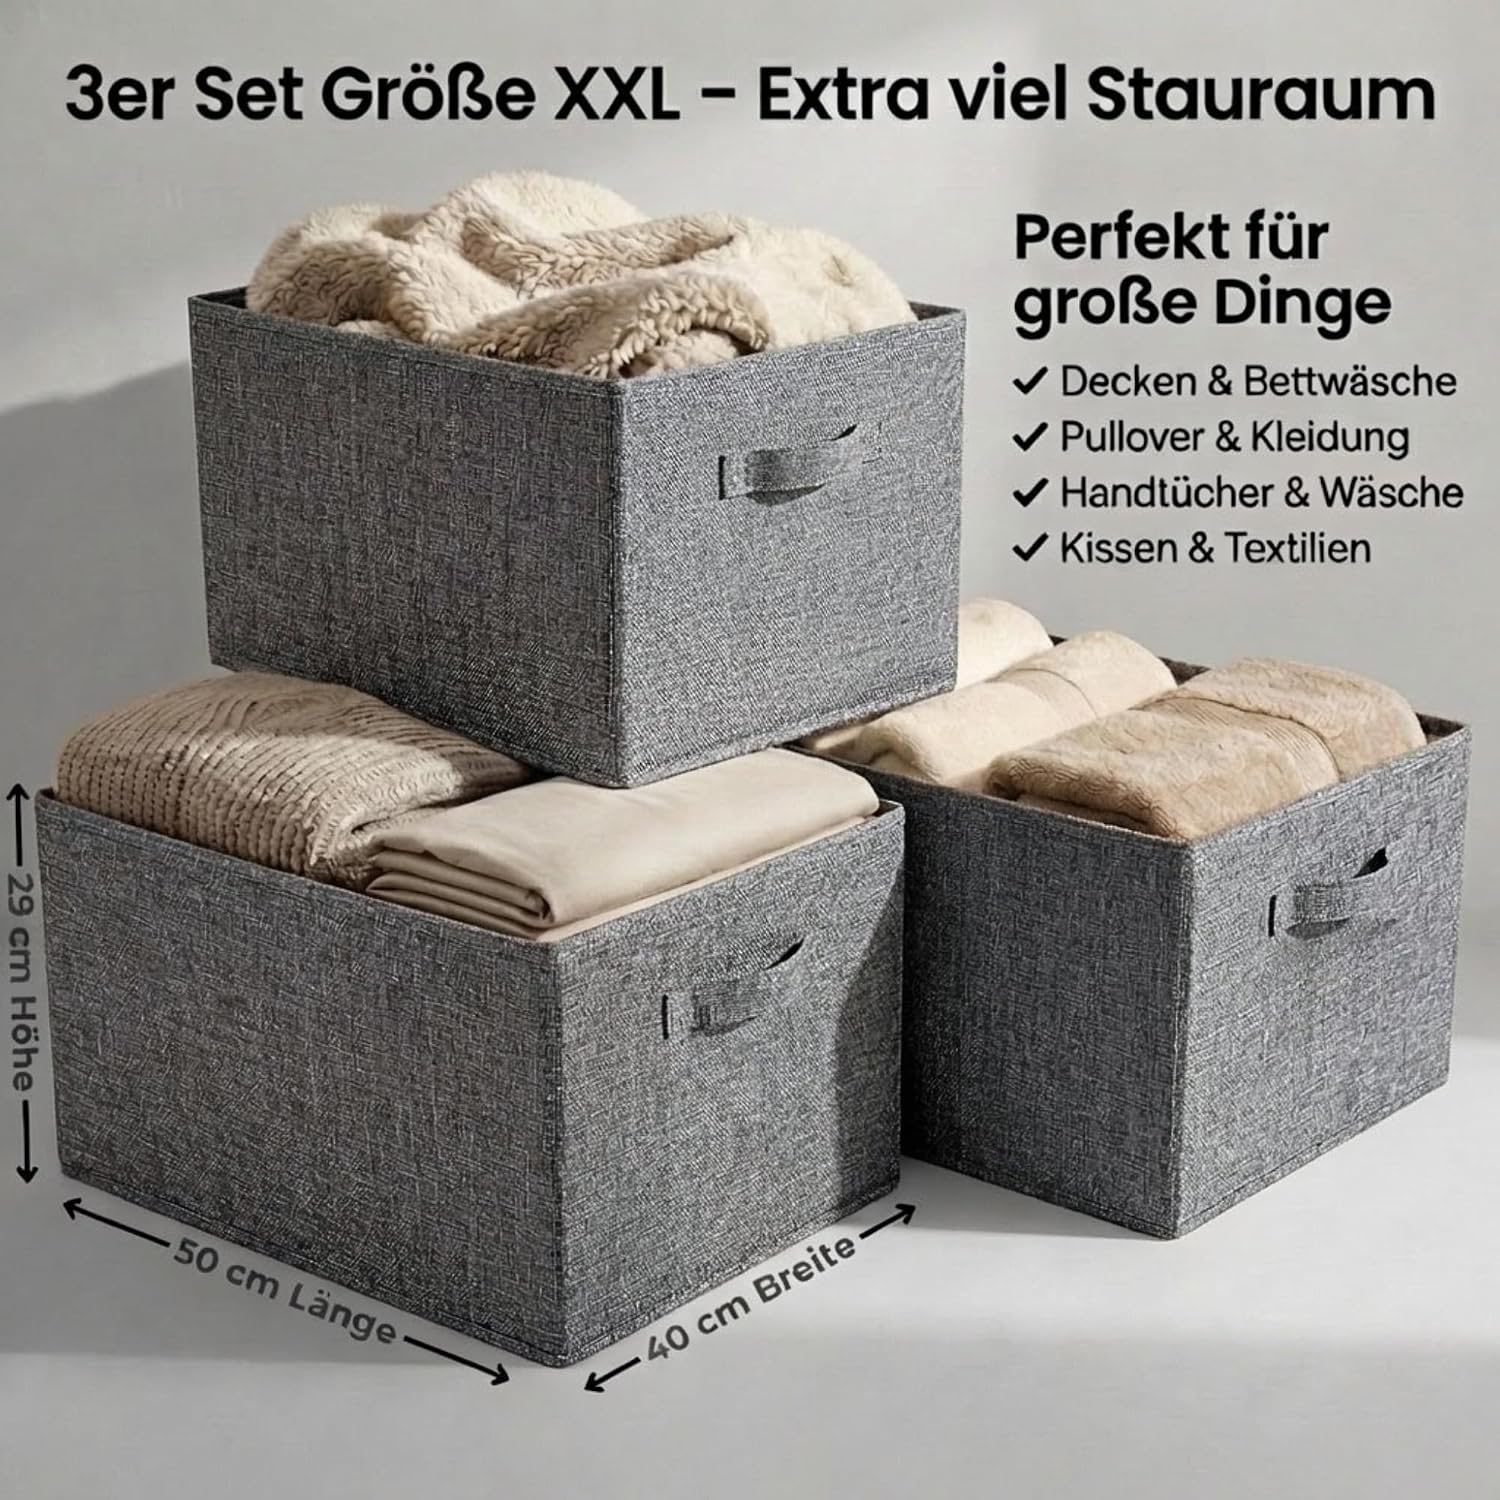 3er Set Größe XXL – Extra viel Stauraum
Perfekt für
große Dinge
✓ Decken & Bettwäsche
✓ Pullover & Kleidung
✓ Handtücher & Wäsche
✓ Kissen & Textilien
29 cm Höhe
50 cm Länge
40 cm Breite